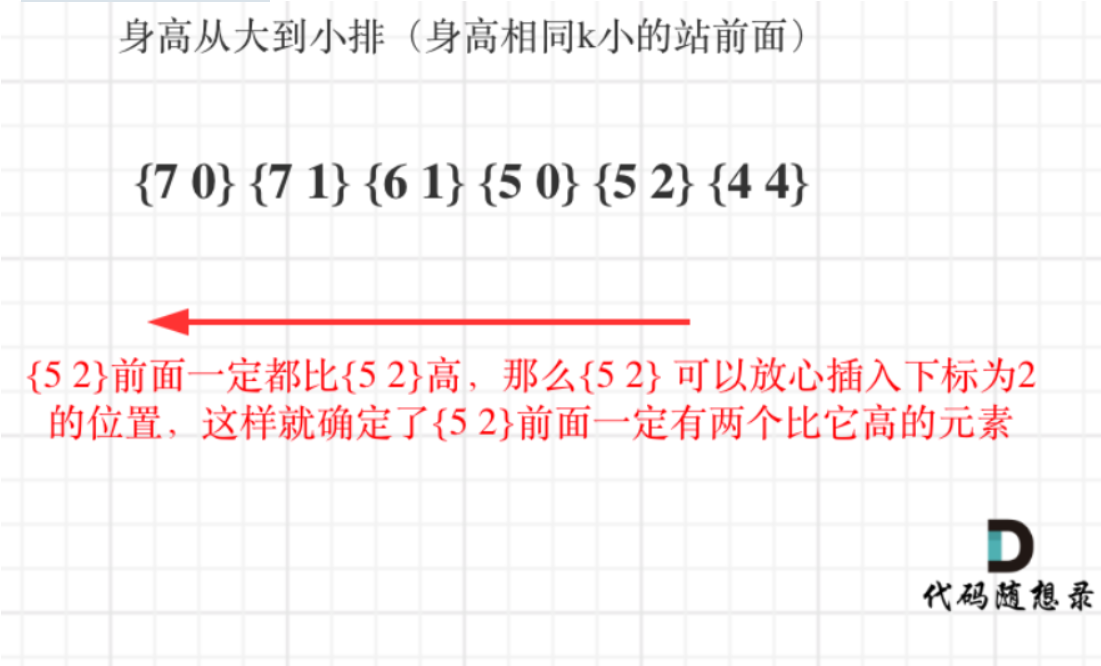 身高从大到小排（身高相同k小的站前面）
{7 0} {7 1} {6 1} {5 0} {5 2} {4 4}
{5 2}前面一定都比{5 2}高，那么{5 2} 可以放心插入下标为2
的位置，这样就确定了{5 2}前面一定有两个比它高的元素
代码随想录